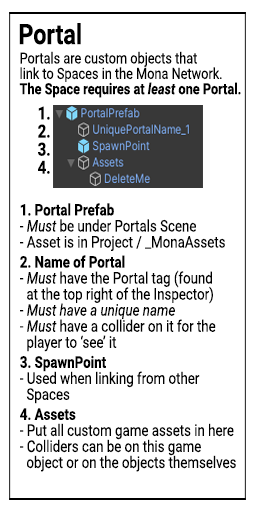 Portal
Portals are custom objects that
link to Spaces in the Mona Network.
The Space requires at least one Portal.
1. PortalPrefab
2. UniquePortalName_1
3. SpawnPoint
4. Assets
DeleteMe
1. Portal Prefab
- Must be under Portals Scene
- Asset is in Project / _MonaAssets
2. Name of Portal
- Must have the Portal tag (found
at the top right of the Inspector)
- Must have a unique name
- Must have a collider on it for the
player to ‘see’ it
3. SpawnPoint
- Used when linking from other
Spaces
4. Assets
- Put all custom game assets in here
- Colliders can be on this game
object or on the objects themselves